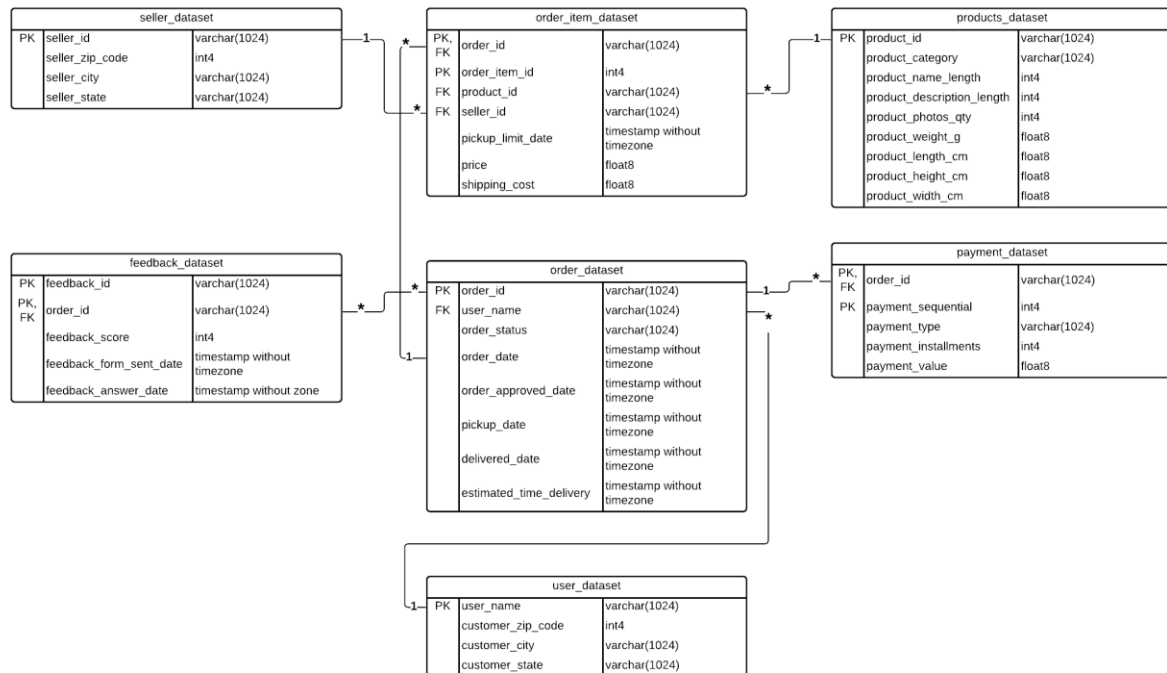 seller_dataset
PK seller_id varchar(1024)
seller_zip_code int4
seller_city varchar(1024)
seller_state varchar(1024)
1
*
order_item_dataset
PK, FK order_id varchar(1024)
PK order_item_id int4
FK product_id varchar(1024)
FK seller_id varchar(1024)
pickup_limit_date timestamp without
timezone
price float8
shipping_cost float8
*
*
1
products_dataset
PK product_id varchar(1024)
product_category varchar(1024)
product_name_length int4
product_description_length int4
product_photos_qty int4
product_weight_g float8
product_length_cm float8
product_height_cm float8
product_width_cm float8
feedback_dataset
PK feedback_id varchar(1024)
PK, FK order_id varchar(1024)
feedback_score int4
feedback_form_sent_date timestamp without
timezone
feedback_answer_date timestamp without zone
*
*
1
order_dataset
PK order_id varchar(1024)
FK user_name varchar(1024)
order_status varchar(1024)
order_date timestamp without
timezone
order_approved_date timestamp without
timezone
pickup_date timestamp without
timezone
delivered_date timestamp without
timezone
estimated_time_delivery timestamp without
timezone
1
*
*
payment_dataset
PK, FK order_id varchar(1024)
PK payment_sequential int4
payment_type varchar(1024)
payment_installments int4
payment_value float8
user_dataset
1
PK user_name varchar(1024)
customer_zip_code int4
customer_city varchar(1024)
customer_state varchar(1024)